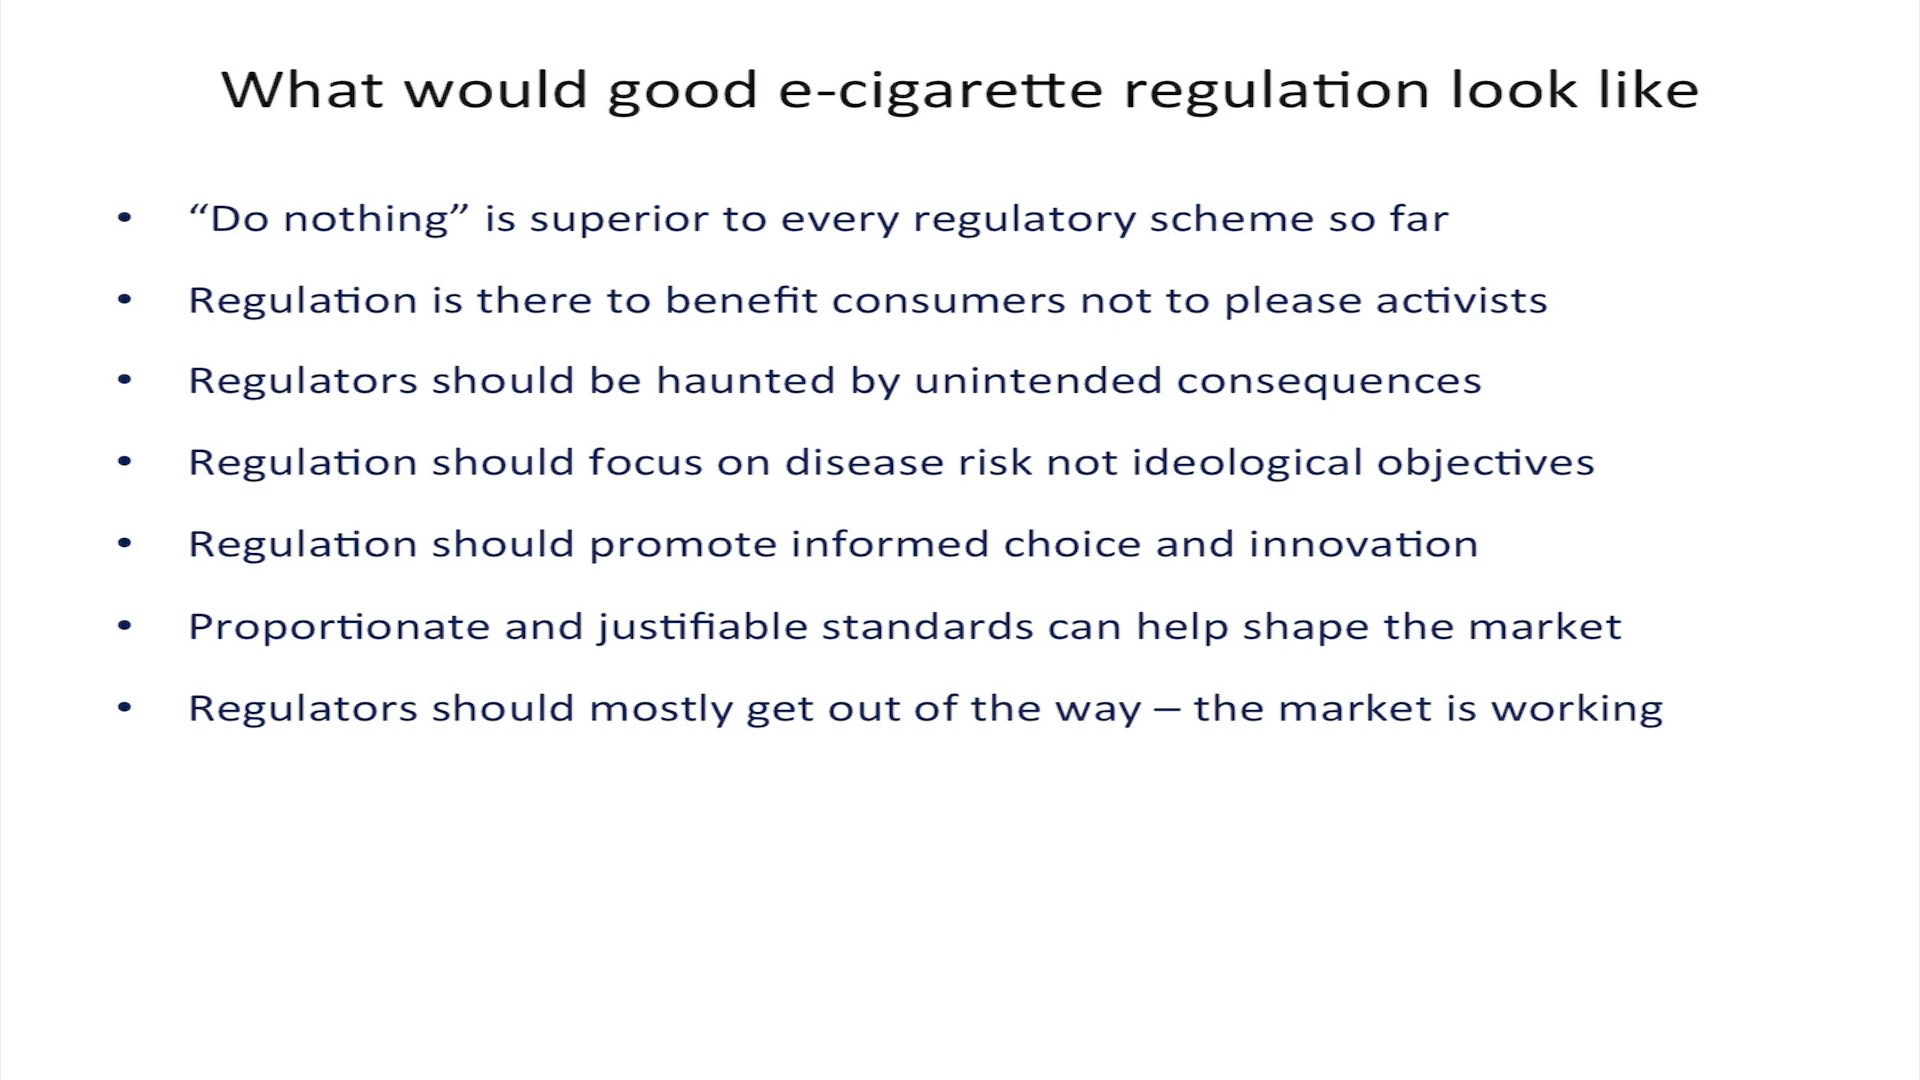 What would good e-cigarette regulation look like
• “Do nothing” is superior to every regulatory scheme so far
• Regulation is there to benefit consumers not to please activists
• Regulators should be haunted by unintended consequences
• Regulation should focus on disease risk not ideological objectives
• Regulation should promote informed choice and innovation
• Proportionate and justifiable standards can help shape the market
• Regulators should mostly get out of the way – the market is working